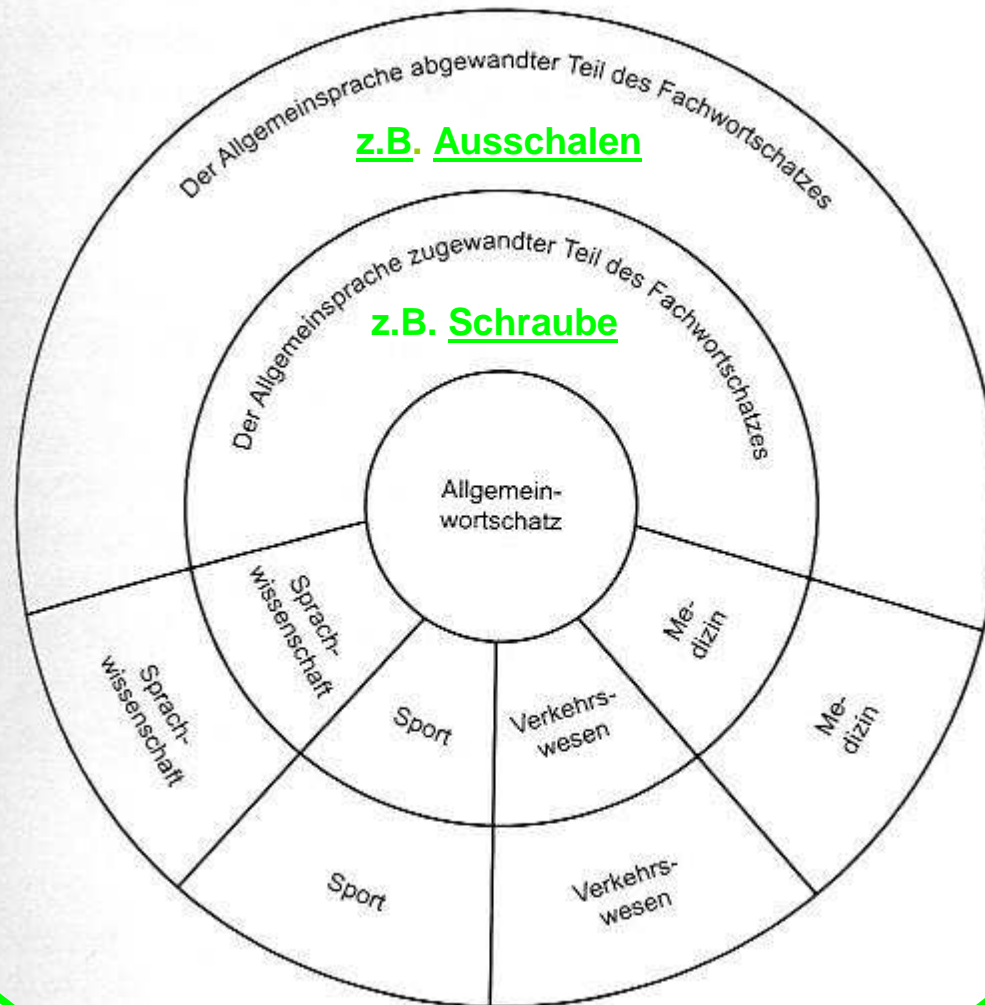 Der Allgemeinsprache abgewandter Teil des Fachwortschatzes
z.B. Ausschalen
Der Allgemeinsprache zugewandter Teil des Fachwortschatzes
z.B. Schraube
Allgemein-
wortschatz
Sprach-
wissenschaft
Sport
Verkehrs-
wesen
Me-
dizin
Sprach-
wissenschaft
Sport
Verkehrs-
wesen
Me-
dizin